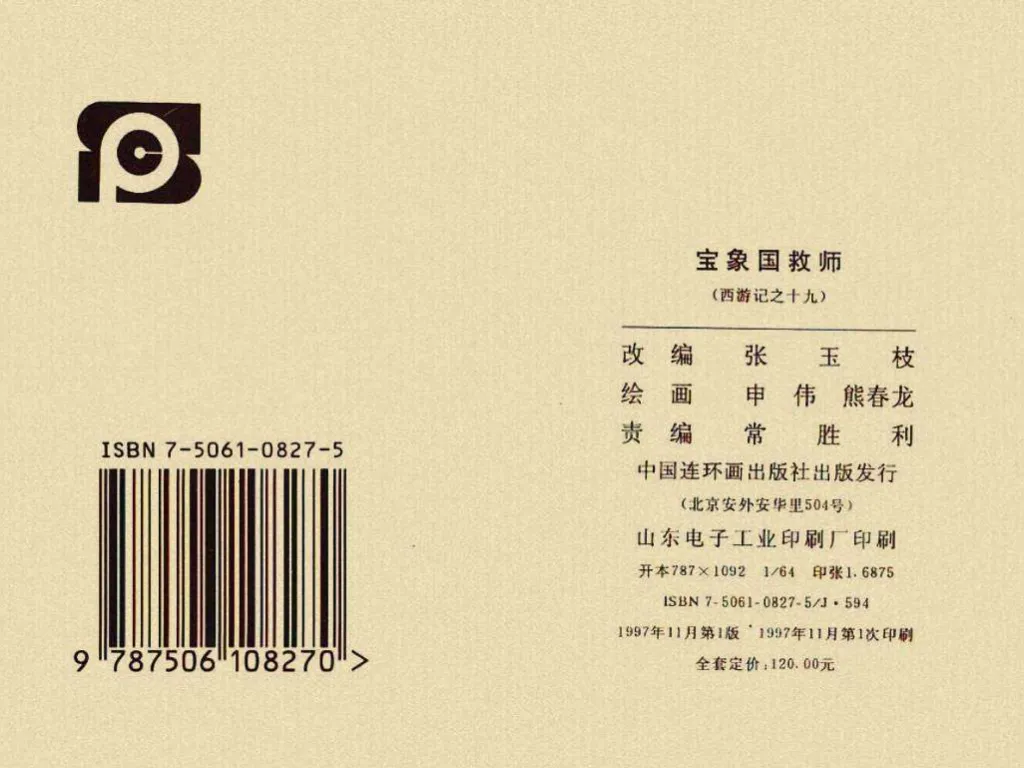 ISBN 7-5061-0827-5
9 787506 108270 >
宝象国救师
(西游记之十九)
改 编 张 玉 枝
绘 画 申 伟 熊春龙
责 编 常 胜 利
中国连环画出版社出版发行
(北京安外安华里504号)
山东电子工业印刷厂印刷
开本787×1092 1/64 印张1.6875
ISBN 7-5061-0827-5/J·594
1997年11月第1版 1997年11月第1次印刷
全套定价:120.00元